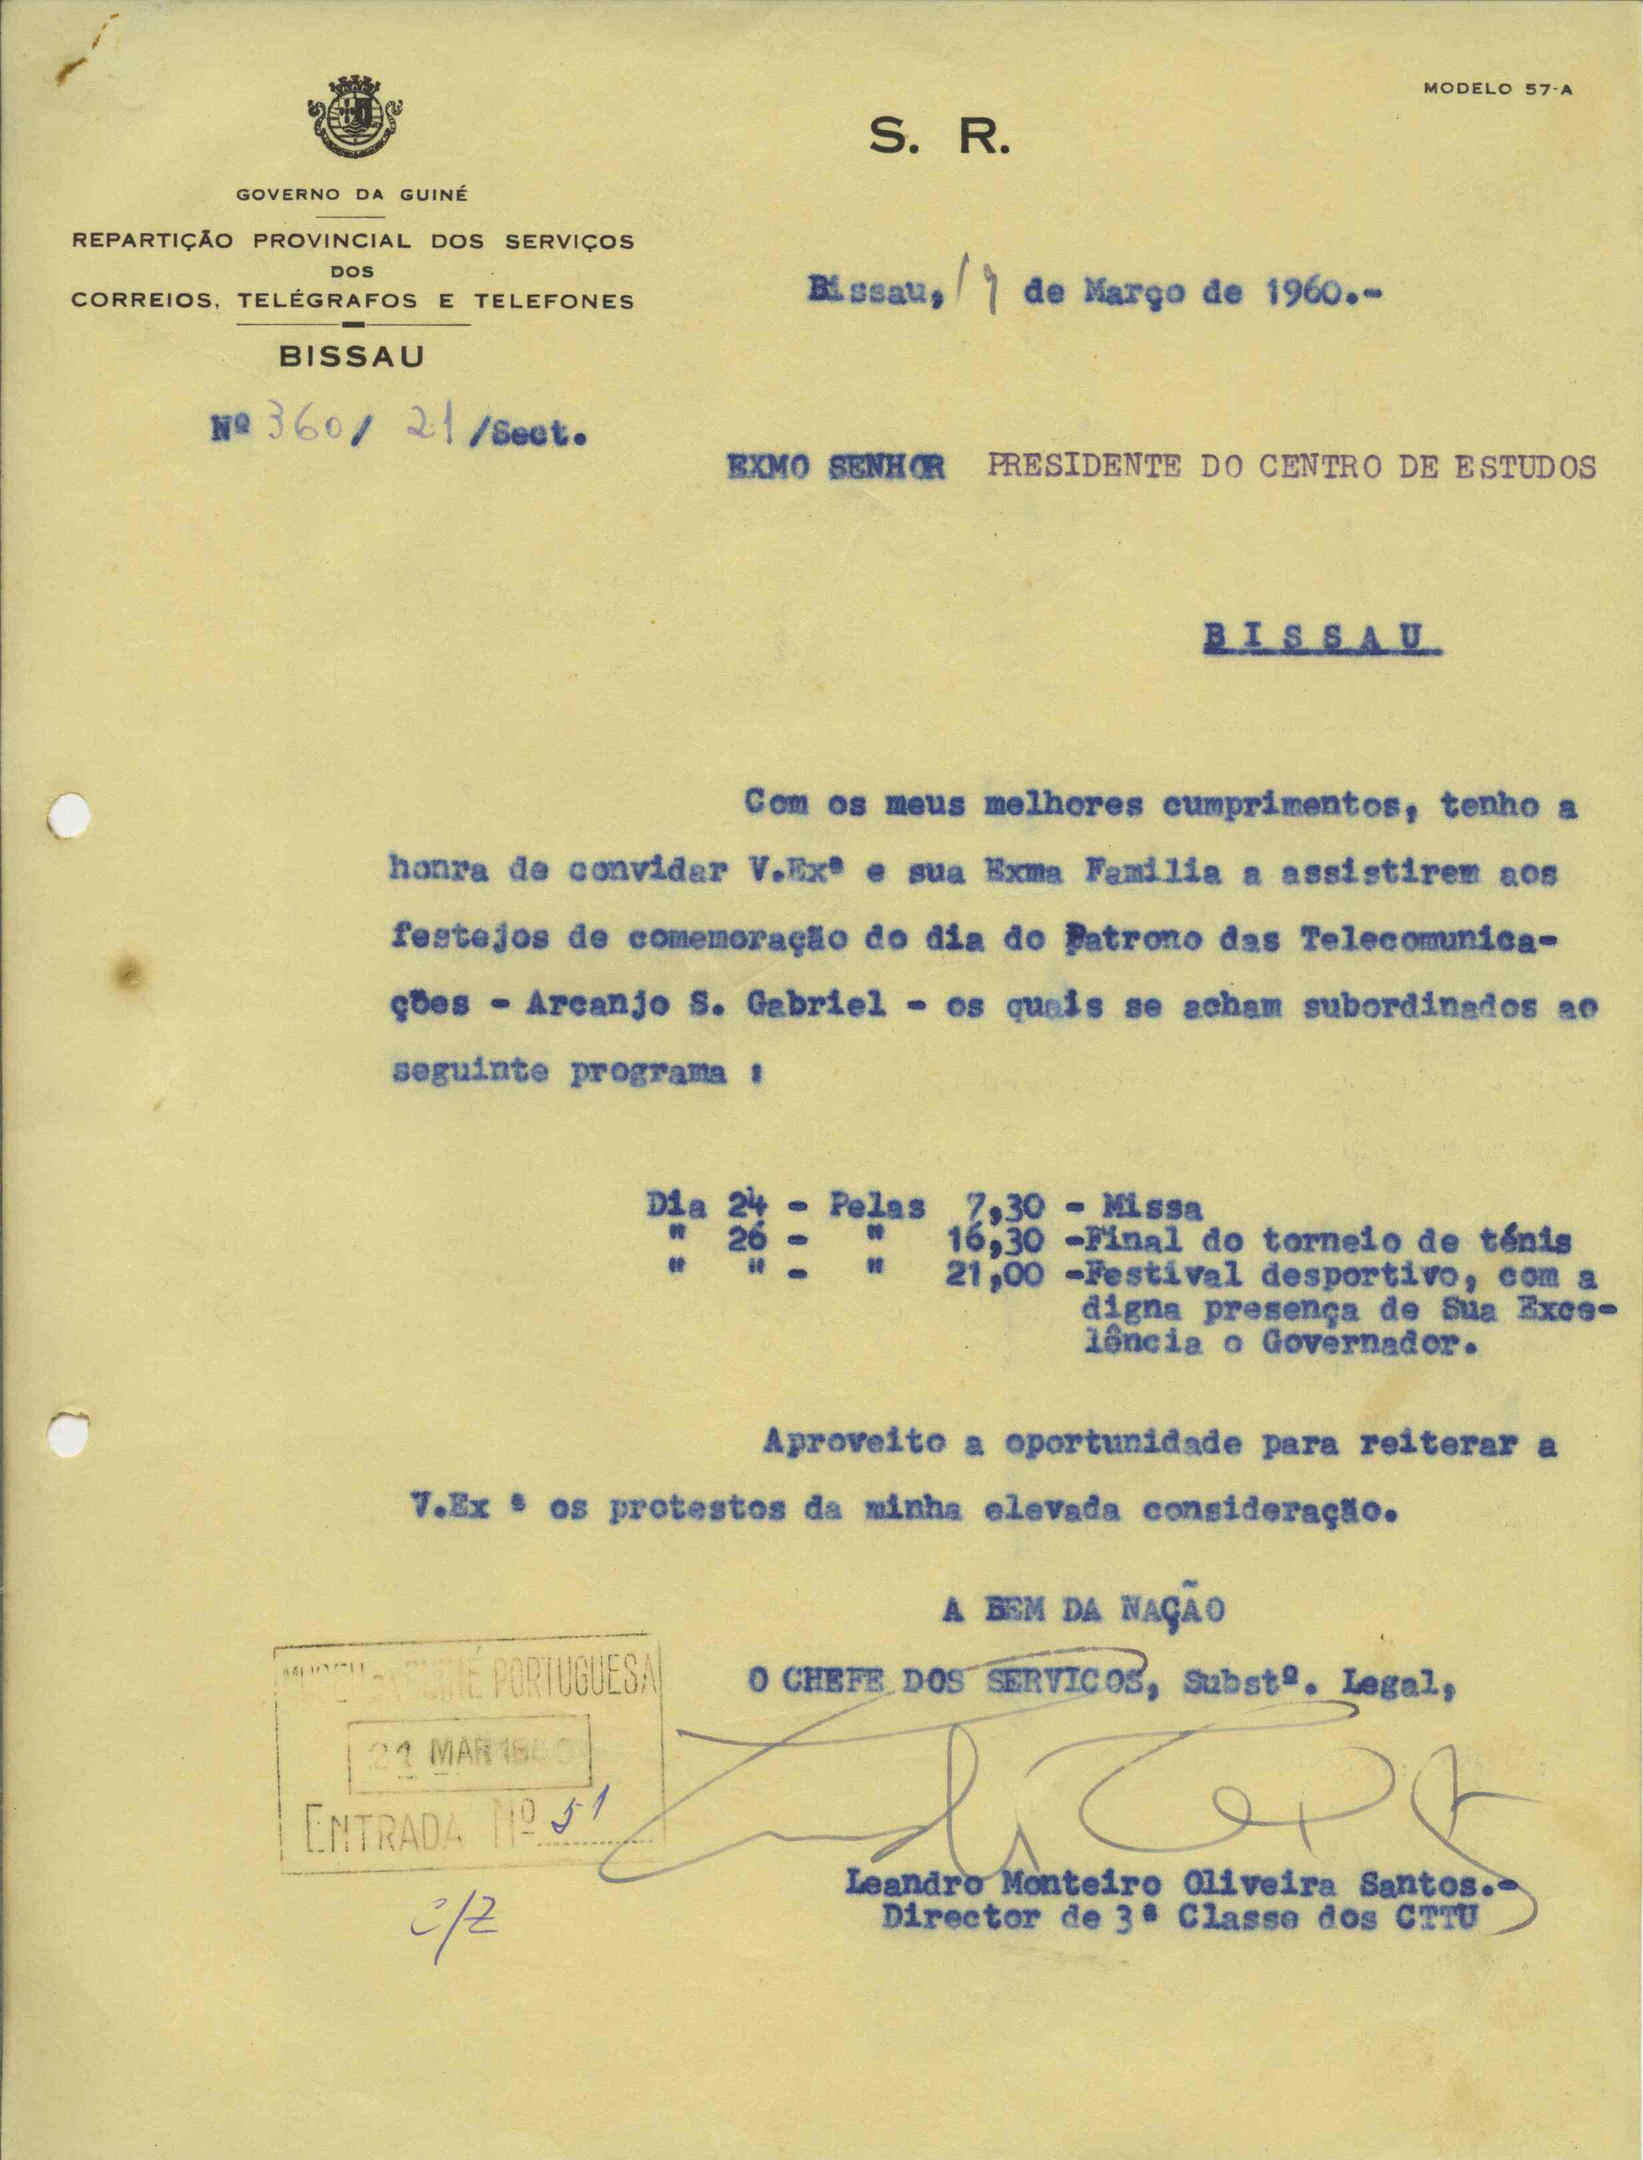 MODELO 57-A
S. R.
GOVERNO DA GUINÉ
REPARTIÇÃO PROVINCIAL DOS SERVIÇOS
DOS
CORREIOS, TELÉGRAFOS E TELEFONES
BISSAU
Bissau, 19 de Março de 1960.-
Nº 360/ 21 /Sect.
EXMO SENHOR PRESIDENTE DO CENTRO DE ESTUDOS
BISSAU
Com os meus melhores cumprimentos, tenho a
honra de convidar V.Exª e sua Exma Familia a assistirem aos
festejos de comemoração do dia do Patrono das Telecomunica-
ções - Arcanjo S. Gabriel - os quais se acham subordinados ao
seguinte programa :
Dia 24 - Pelas 7,30 - Missa
" 26 - " 16,30 -Final do torneio de ténis
" " - " 21,00 -Festival desportivo, com a
digna presença de Sua Exce-
lência o Governador.
Aproveito a oportunidade para reiterar a
V.Ex ª os protestos da minha elevada consideração.
A BEM DA NAÇÃO
O CHEFE DOS SERVICOS, Substº. Legal,
Leandro Monteiro Oliveira Santos.-
Director de 3ª Classe dos CTTU
GUINÉ PORTUGUESA
21 MAR 1960
ENTRADA Nº 51
c/Z